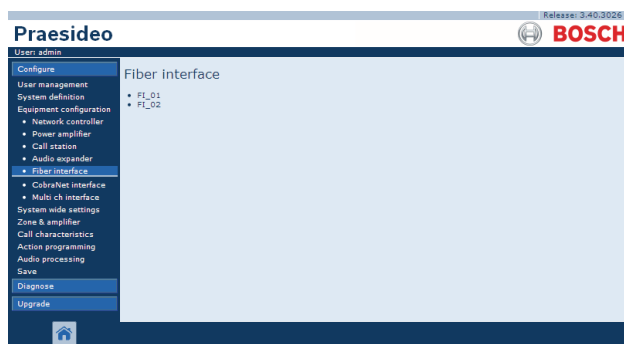 Release: 3.40.3026
Praesideo
BOSCH
User: admin
Configure
User management
System definition
Equipment configuration
• Network controller
• Power amplifier
• Call station
• Audio expander
• Fiber interface
• CobraNet interface
• Multi ch interface
System wide settings
Zone & amplifier
Call characteristics
Action programming
Audio processing
Save
Diagnose
Upgrade
Fiber interface
• FI_01
• FI_02